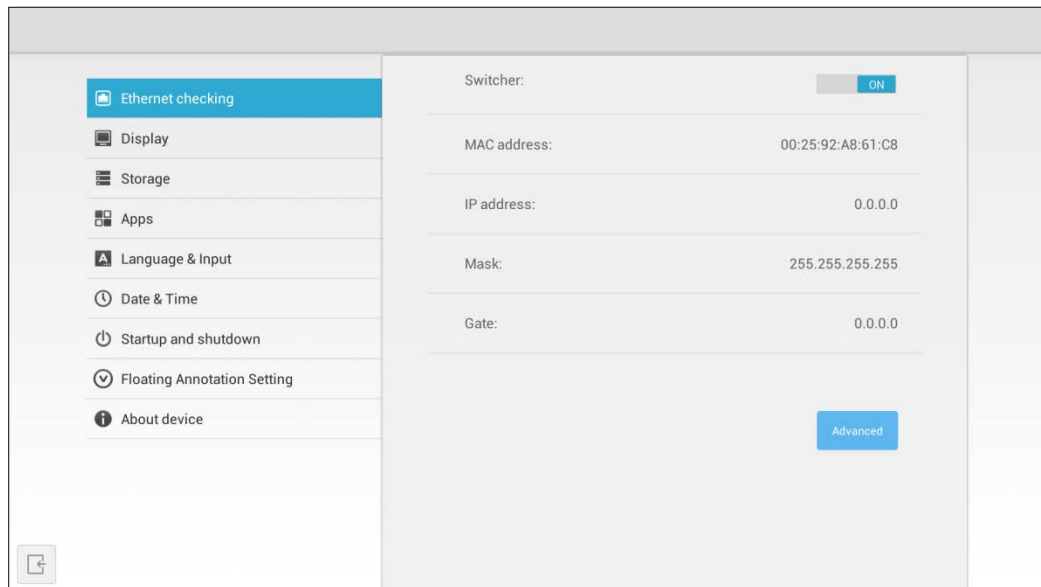 Ethernet checking
Display
Storage
Apps
Language & Input
Date & Time
Startup and shutdown
Floating Annotation Setting
About device
Switcher: ON
MAC address: 00:25:92:A8:61:C8
IP address: 0.0.0.0
Mask: 255.255.255.255
Gate: 0.0.0.0
Advanced